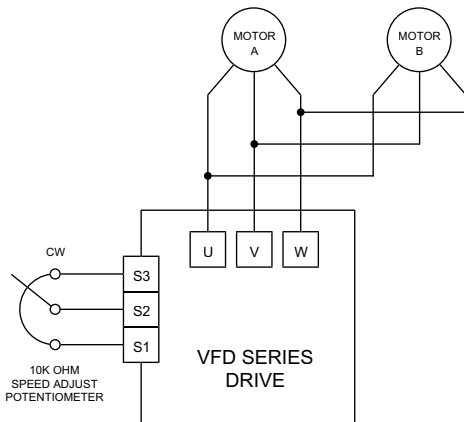 MOTOR
A
MOTOR
B
U
V
W
CW
S3
S2
S1
10K OHM
SPEED ADJUST
POTENTIOMETER
VFD SERIES
DRIVE